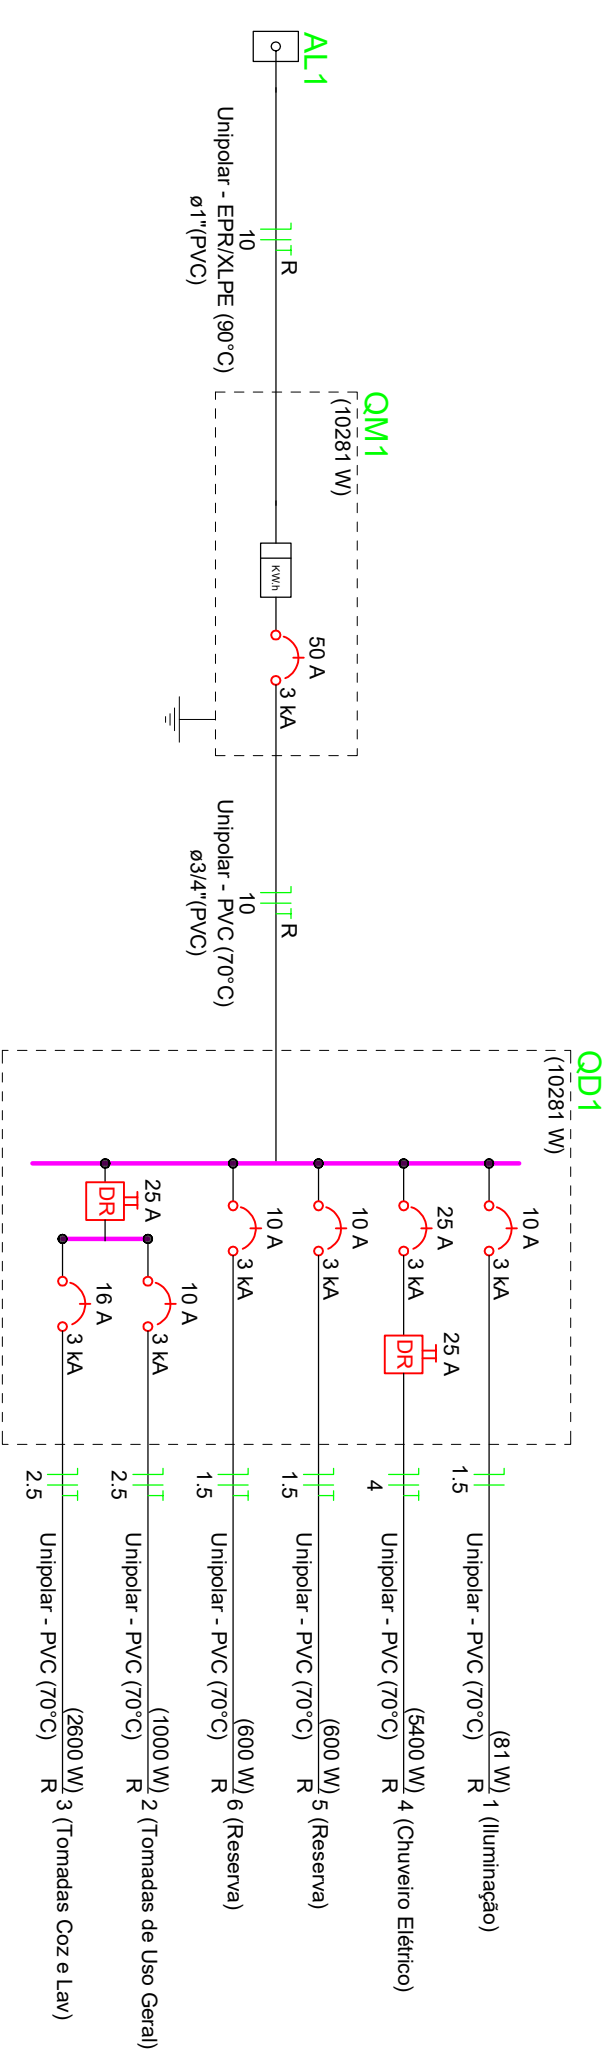 AL1
R
10
Unipolar - EPR/XLPE (90°C)
ø1"(PVC)
QM1
(10281 W)
KW.h
50 A
3 kA
R
10
Unipolar - PVC (70°C)
ø3/4"(PVC)
QD1
(10281 W)
10 A
3 kA
1.5
Unipolar - PVC (70°C)
(81 W)
R
1 (Iluminação)
25 A
3 kA
25 A
DR
4
Unipolar - PVC (70°C)
(5400 W)
R
4 (Chuveiro Elétrico)
10 A
3 kA
1.5
Unipolar - PVC (70°C)
(600 W)
R
5 (Reserva)
10 A
3 kA
1.5
Unipolar - PVC (70°C)
(600 W)
R
6 (Reserva)
25 A
DR
10 A
3 kA
2.5
Unipolar - PVC (70°C)
(1000 W)
R
2 (Tomadas de Uso Geral)
16 A
3 kA
2.5
Unipolar - PVC (70°C)
(2600 W)
R
3 (Tomadas Coz e Lav)